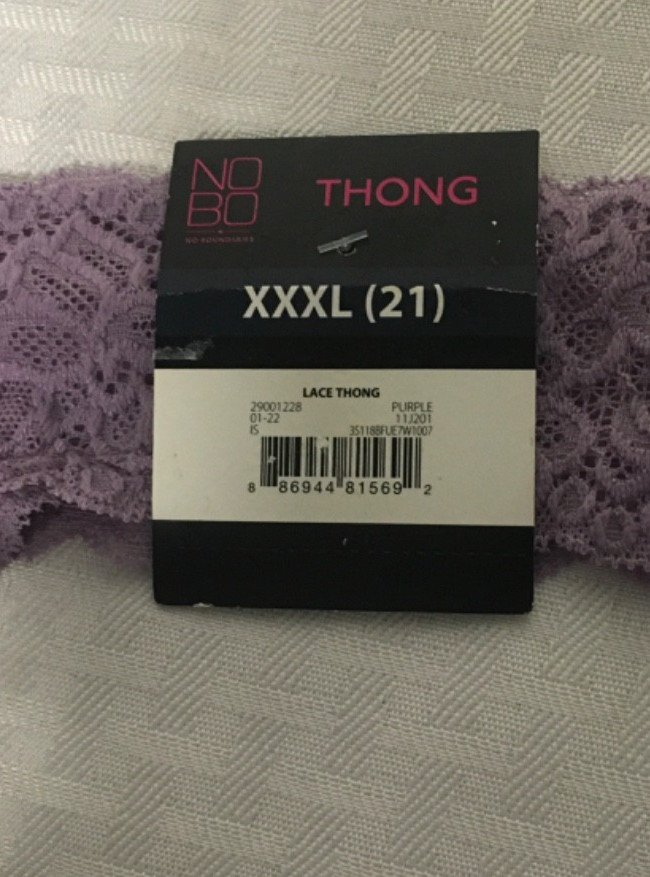 NO
BO
NO BOUNDARIES
THONG
XXXL (21)
LACE THONG
29001228 PURPLE
01-22 11J201
IS 3S118BFUE7W1007
8 86944 81569 2